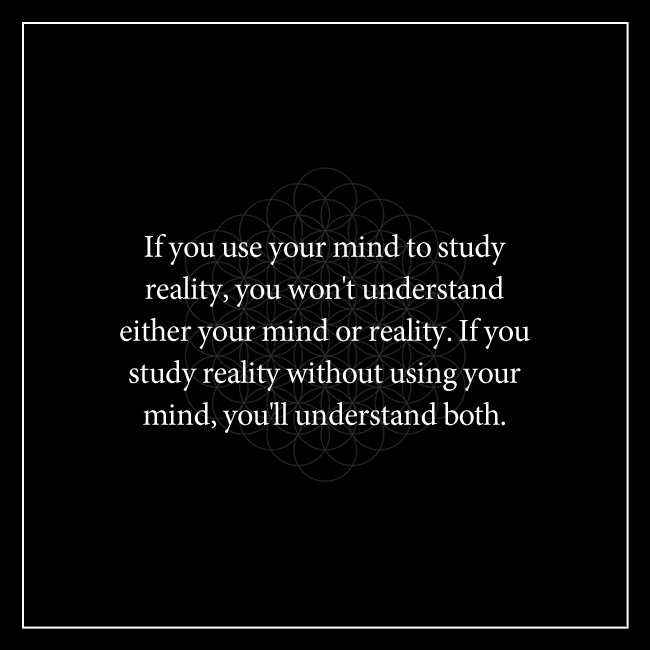 If you use your mind to study
reality, you won't understand
either your mind or reality. If you
study reality without using your
mind, you'll understand both.